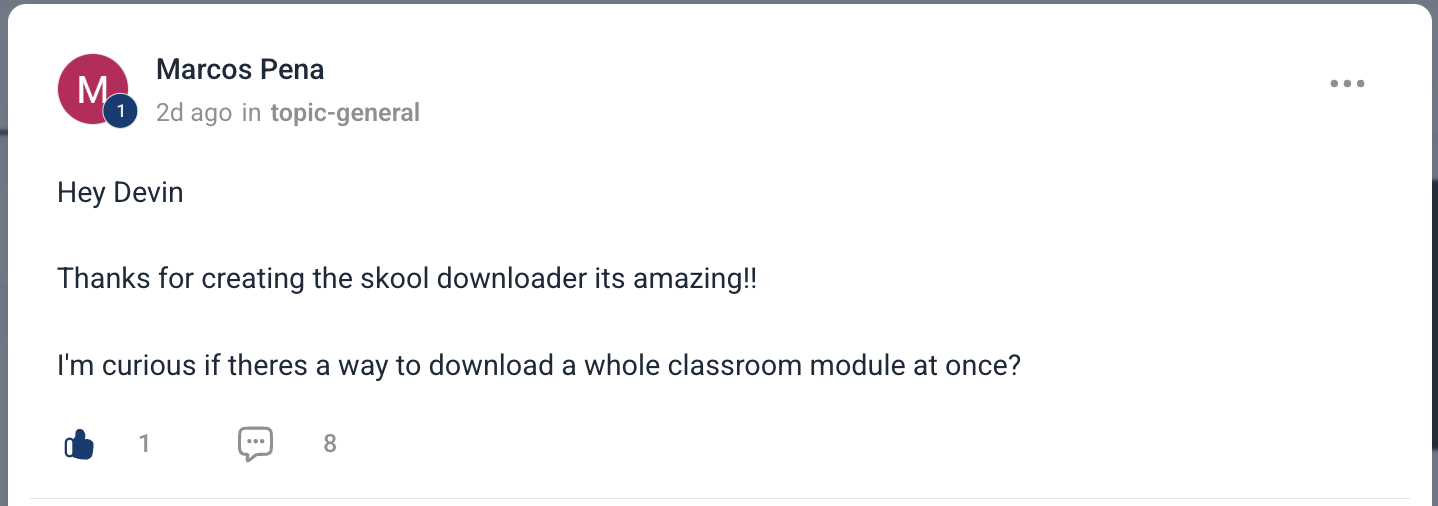 M
1
Marcos Pena
2d ago in topic-general
Hey Devin
Thanks for creating the skool downloader its amazing!!
I'm curious if theres a way to download a whole classroom module at once?
1
8